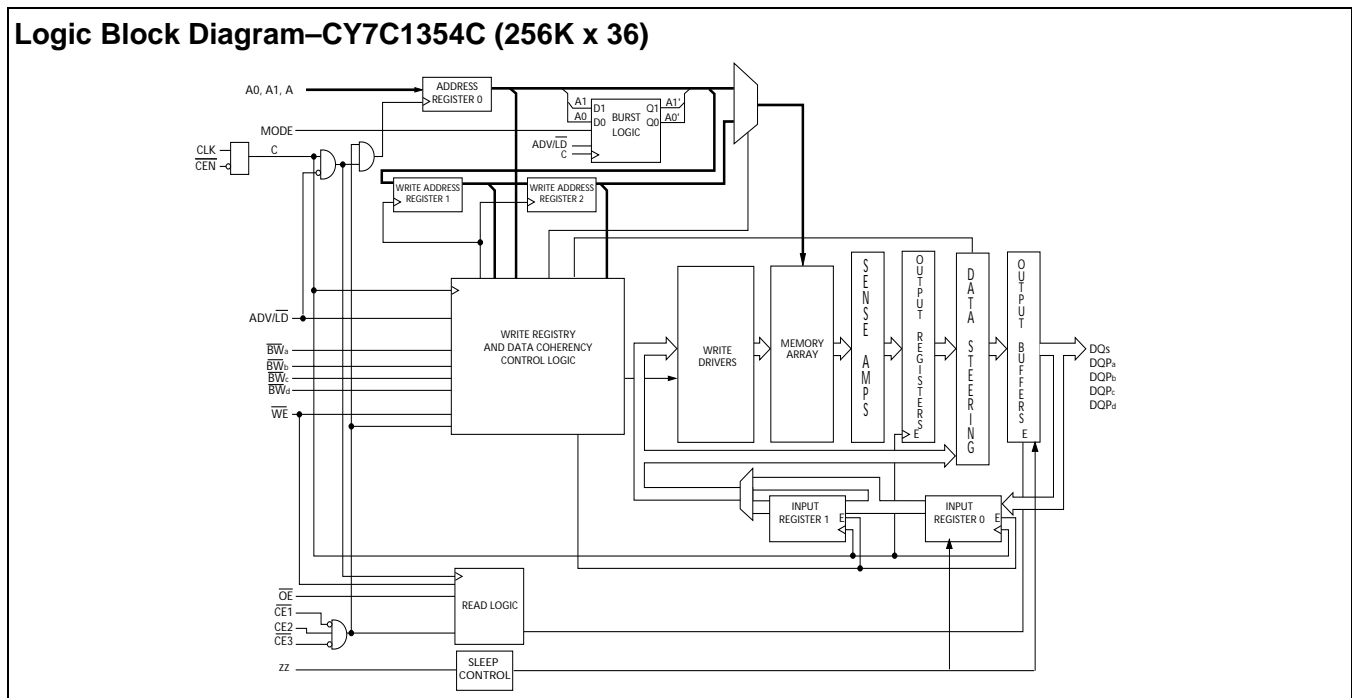 Logic Block Diagram–CY7C1354C (256K x 36)
A0, A1, A
ADDRESS
REGISTER 0
A1
A0
D1
D0
BURST
LOGIC
Q1
Q0
A1'
A0'
MODE
ADV/LD
C
CLK
CEN
C
WRITE ADDRESS
REGISTER 1
WRITE ADDRESS
REGISTER 2
ADV/LD
BWa
BWb
BWc
BWd
WE
WRITE REGISTRY
AND DATA COHERENCY
CONTROL LOGIC
WRITE
DRIVERS
MEMORY
ARRAY
SENSE AMPS
OUTPUT REGISTERS
E
DATA STEERING
OUTPUT BUFFERS
E
DQs
DQPa
DQPb
DQPc
DQPd
INPUT
REGISTER 1
E
INPUT
REGISTER 0
E
OE
CE1
CE2
CE3
READ LOGIC
ZZ
SLEEP
CONTROL